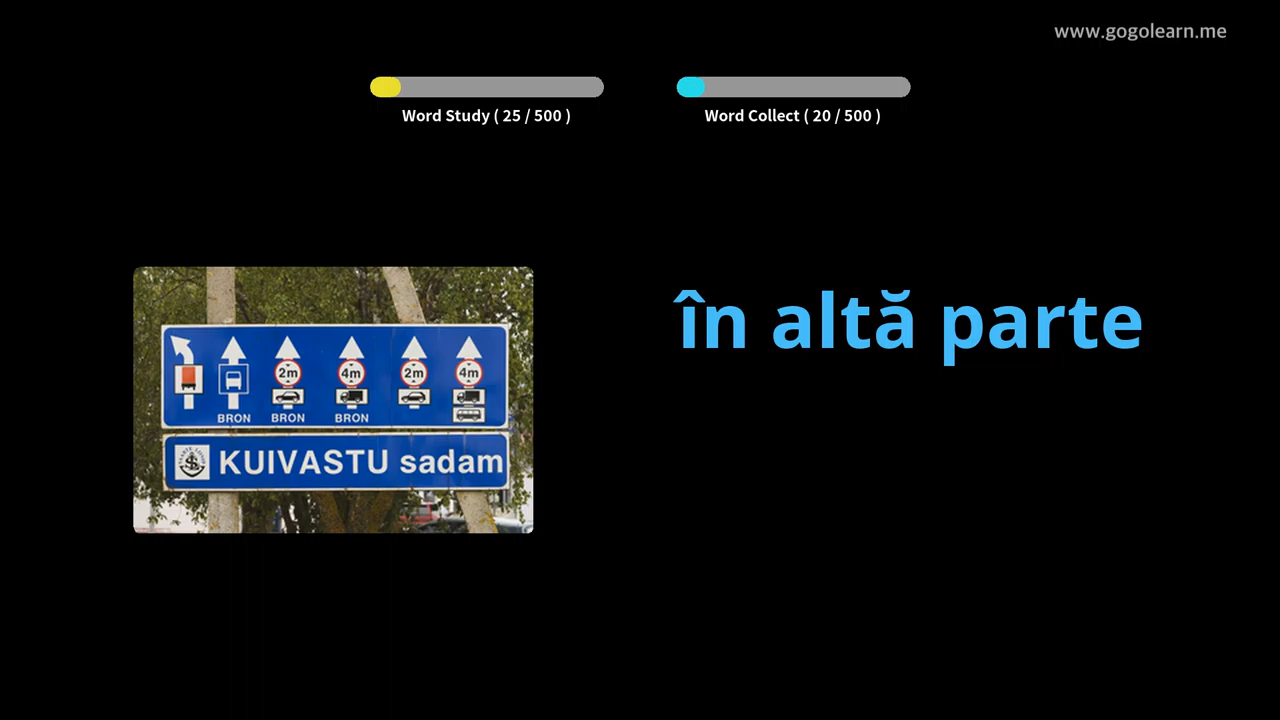 www.gogolearn.me
Word Study ( 25 / 500 )
Word Collect ( 20 / 500 )
în altă parte
2m
4m
2m
4m
BRON
BRON
BRON
KUIVASTU sadam